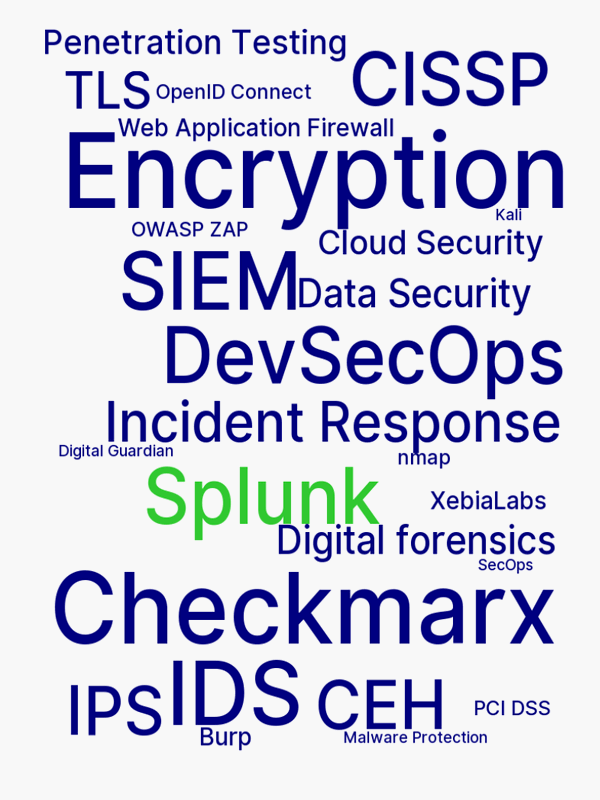 Penetration Testing
CISSP
TLS
OpenID Connect
Web Application Firewall
Encryption
Kali
OWASP ZAP
Cloud Security
SIEM
Data Security
DevSecOps
Incident Response
Digital Guardian
nmap
Splunk
XebiaLabs
Digital forensics
SecOps
Checkmarx
IDS
IPS
CEH
PCI DSS
Burp
Malware Protection